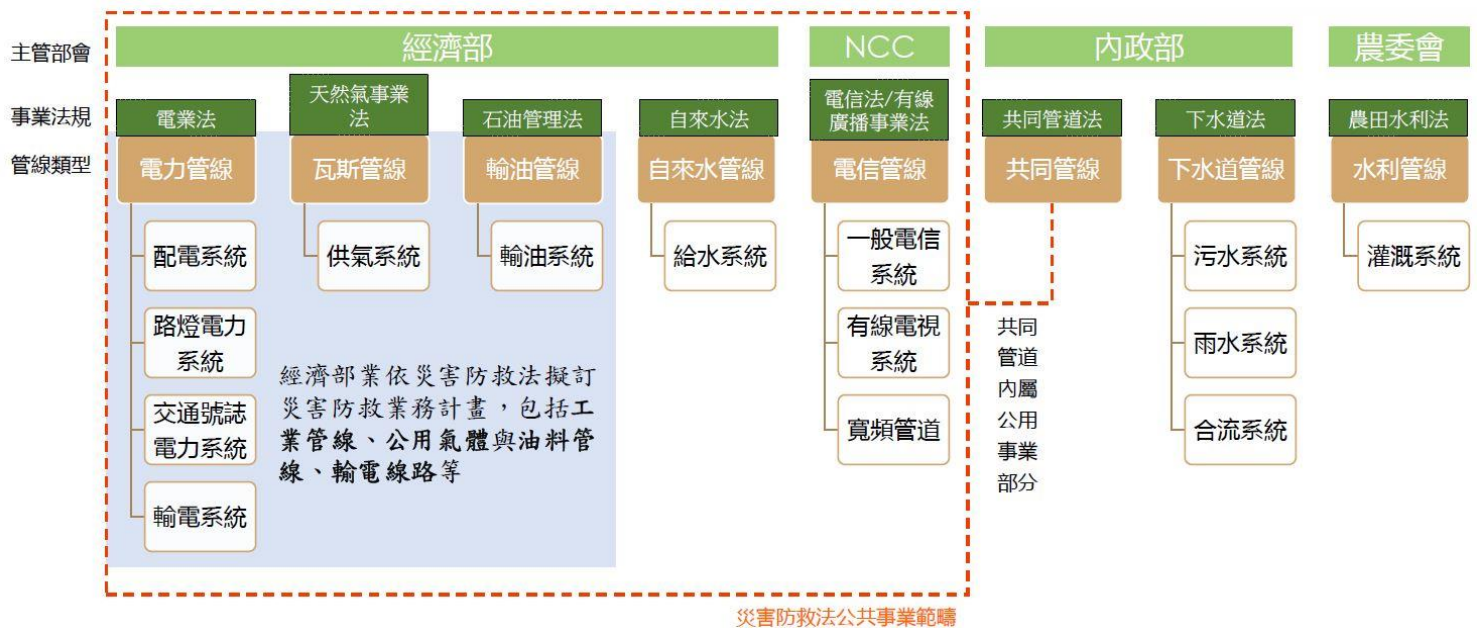 主管部會
經濟部
NCC
內政部
農委會
事業法規
電業法
天然氣事業
法
石油管理法
自來水法
電信法/有線
廣播事業法
共同管道法
下水道法
農田水利法
管線類型
電力管線
瓦斯管線
輸油管線
自來水管線
電信管線
共同管線
下水道管線
水利管線
配電系統
路燈電力
系統
交通號誌
電力系統
輸電系統
供氣系統
輸油系統
經濟部業依災害防救法擬訂
災害防救業務計畫，包括工
業管線、公用氣體與油料管
線、輸電線路等
給水系統
一般電信
系統
有線電視
系統
寬頻管道
共同
管道
內屬
公用
事業
部分
污水系統
雨水系統
合流系統
灌溉系統
災害防救法公共事業範疇